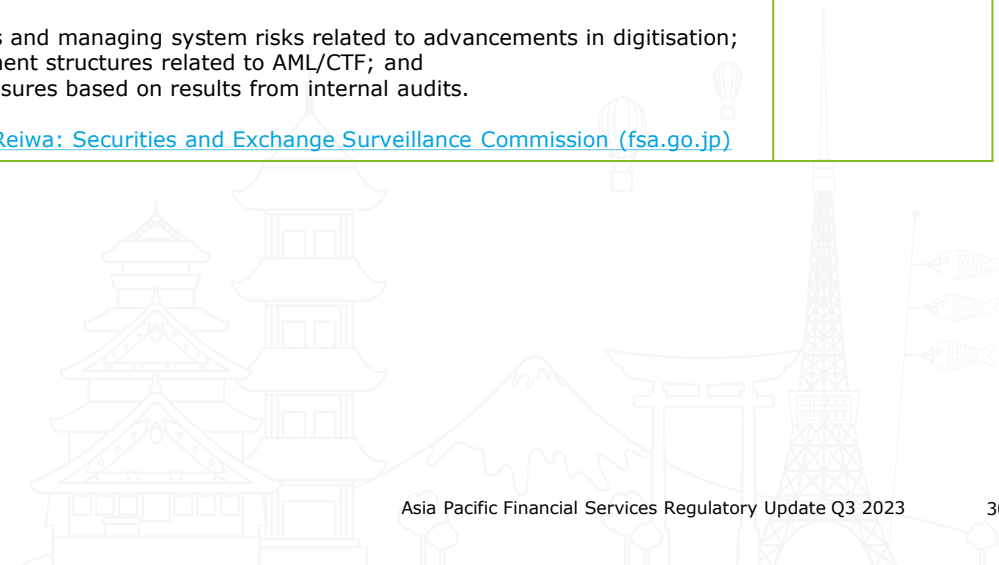 and managing system risks related to advancements in digitisation;
structures related to AML/CTF; and
based on results from internal audits.
Reiwa: Securities and Exchange Surveillance Commission (fsa.go.jp)
Asia Pacific Financial Services Regulatory Update Q3 2023